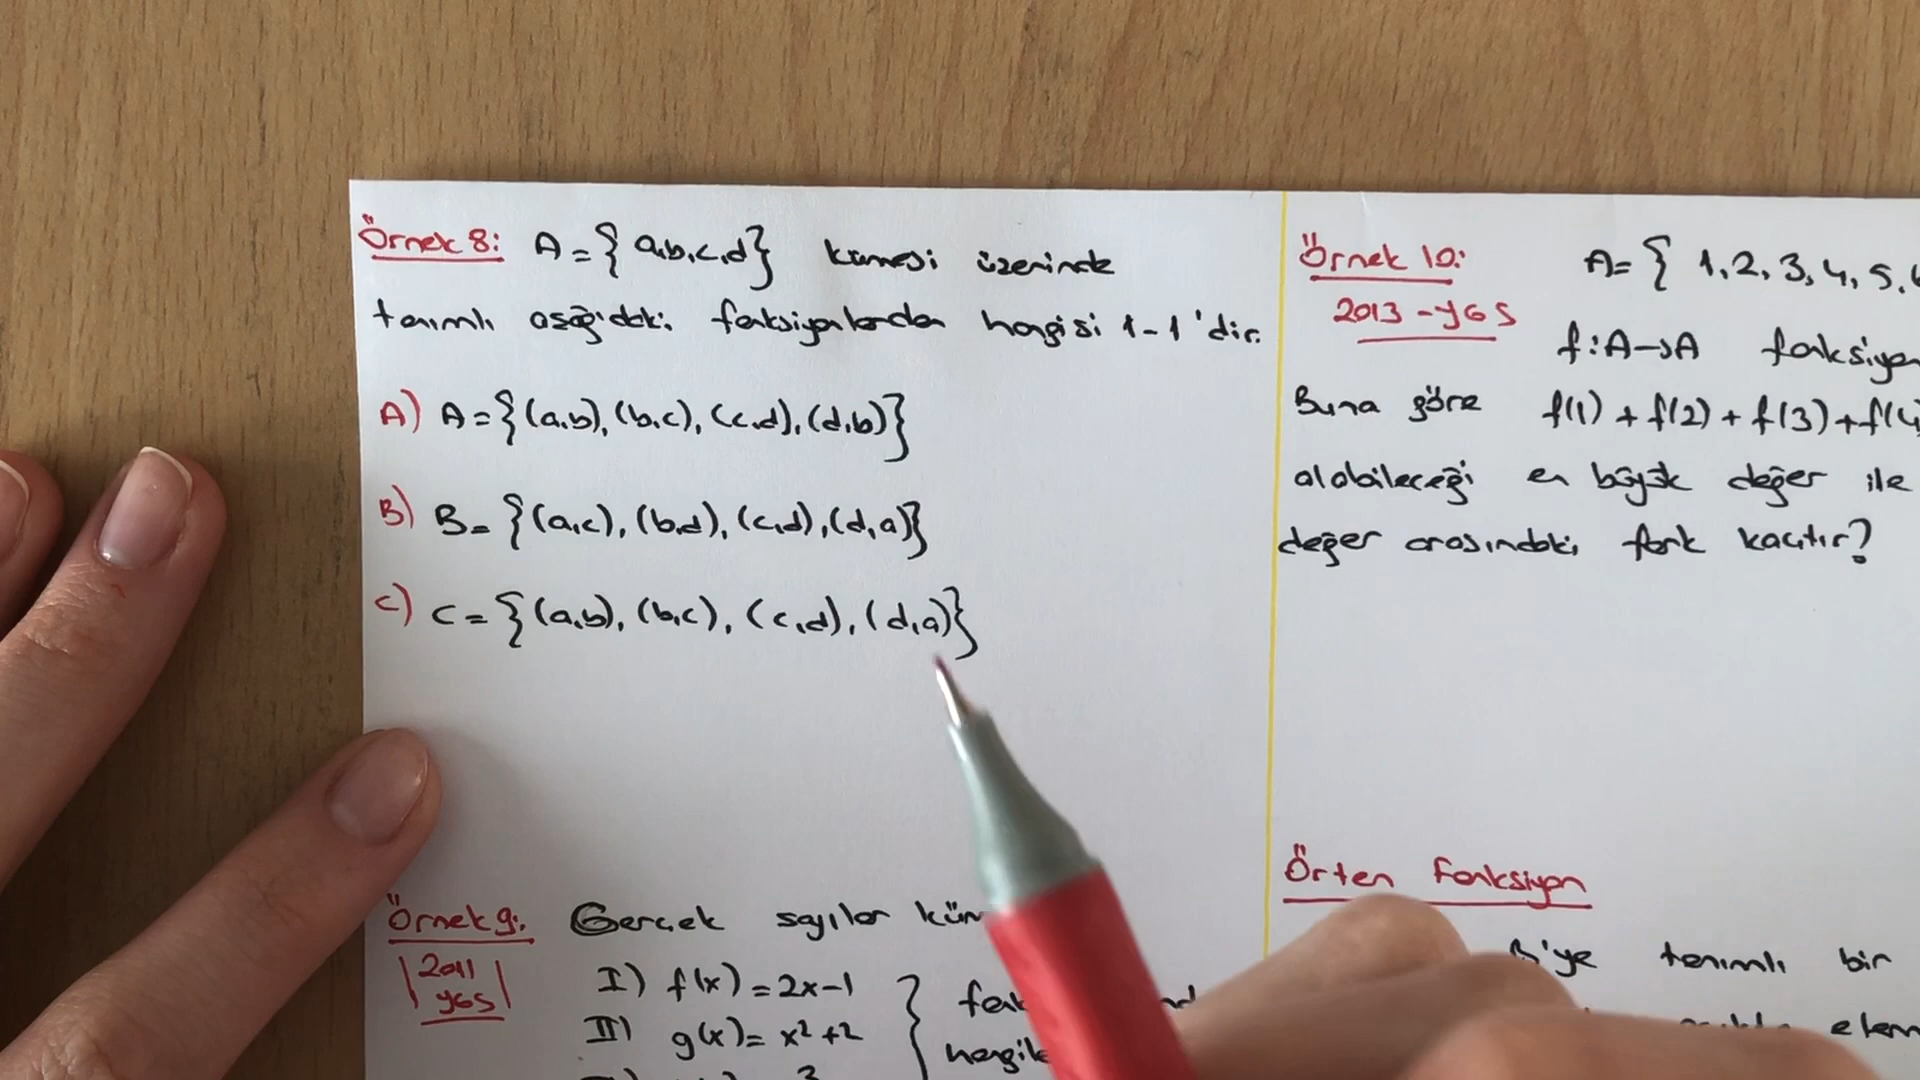 Örnek 8: A = { a,b,c,d } kümesi üzerinde
tanımlı aşağıdaki fonksiyonlardan hangisi 1-1 'dir.
A) A = {(a,b), (b,c), (c,d), (d,b)}
B) B = {(a,c), (b,d), (c,d), (d,a)}
C) C = {(a,b), (b,c), (c,d), (d,a)}
Örnek 9: Gerçek sayılar
2011
YGS
I) f(x) = 2x-1
II) g(x) = x²+2
Örnek 10: A = { 1, 2, 3, 4, 5,
2013 - YGS
f: A→A
Buna göre f(1) + f(2) + f(3) + f(4
alabileceği en büyük değer ile
değer arasındaki fark kaçtır?
Örten Fonksiyon
B'ye tanımlı bir